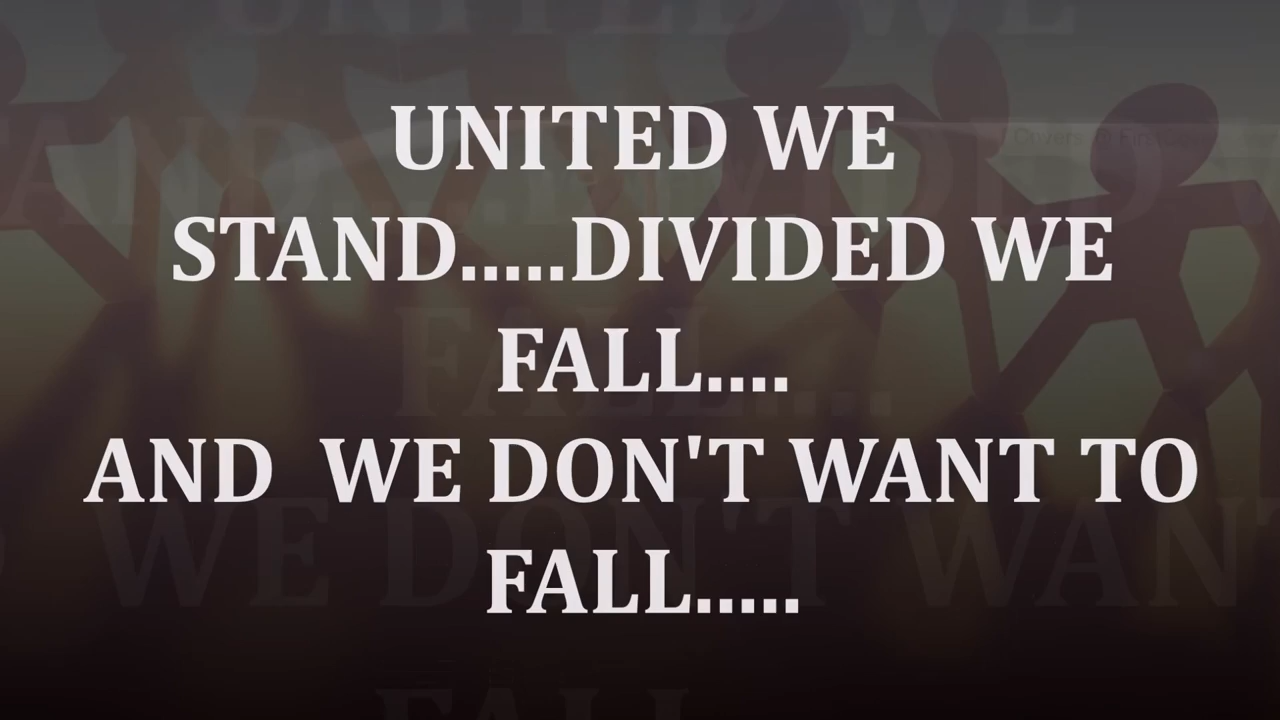 UNITED WE
STAND.....DIVIDED WE
FALL....
AND  WE DON'T WANT TO
FALL.....